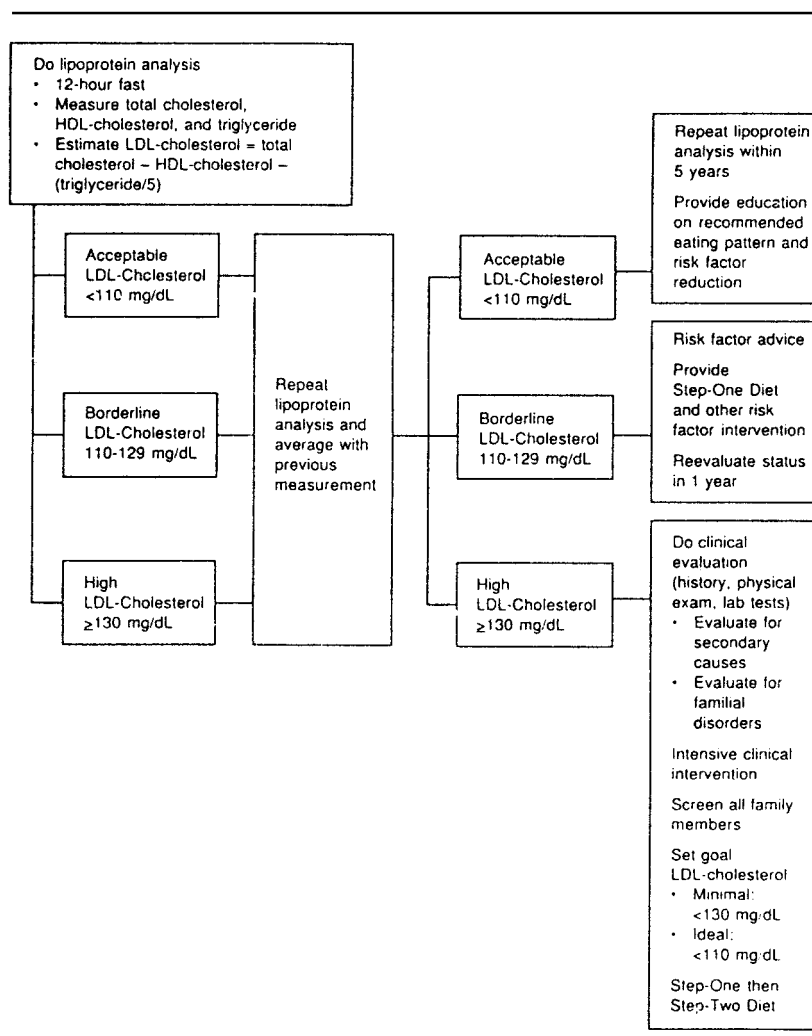 Do lipoprotein analysis
• 12-hour fast
• Measure total cholesterol,
HDL-cholesterol, and triglyceride
• Estimate LDL-cholesterol = total
cholesterol – HDL-cholesterol –
(triglyceride/5)
Acceptable
LDL-Cholesterol
<110 mg/dL
Borderline
LDL-Cholesterol
110-129 mg/dL
High
LDL-Cholesterol
≥130 mg/dL
Repeat
lipoprotein
analysis and
average with
previous
measurement
Acceptable
LDL-Cholesterol
<110 mg/dL
Borderline
LDL-Cholesterol
110-129 mg/dL
High
LDL-Cholesterol
≥130 mg/dL
Repeat lipoprotein
analysis within
5 years
Provide education
on recommended
eating pattern and
risk factor
reduction
Risk factor advice
Provide
Step-One Diet
and other risk
factor intervention
Reevaluate status
in 1 year
Do clinical
evaluation
(history, physical
exam, lab tests)
• Evaluate for
secondary
causes
• Evaluate for
familial
disorders
Intensive clinical
intervention
Screen all family
members
Set goal
LDL-cholesterol
• Minimal:
<130 mg/dL
• Ideal:
<110 mg/dL
Step-One then
Step-Two Diet